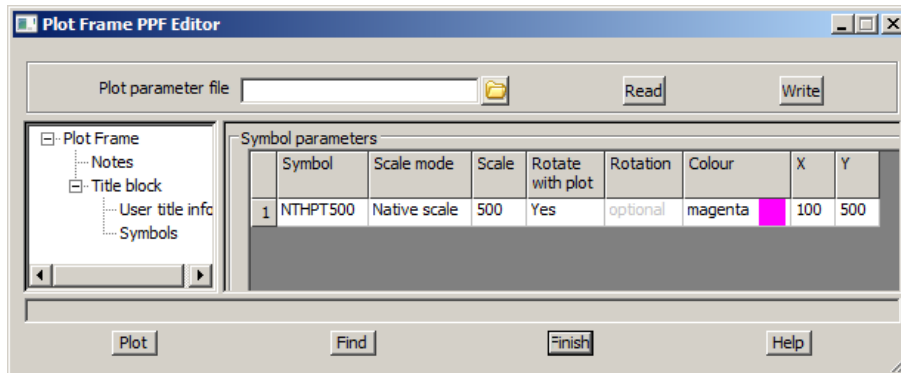 Plot Frame PPF Editor
Plot parameter file Read Write
Plot Frame
Notes
Title block
User title info
Symbols
Symbol parameters
Symbol Scale mode Scale Rotate with plot Rotation Colour X Y
1 NTHPT500 Native scale 500 Yes optional magenta 100 500
Plot Find Finish Help